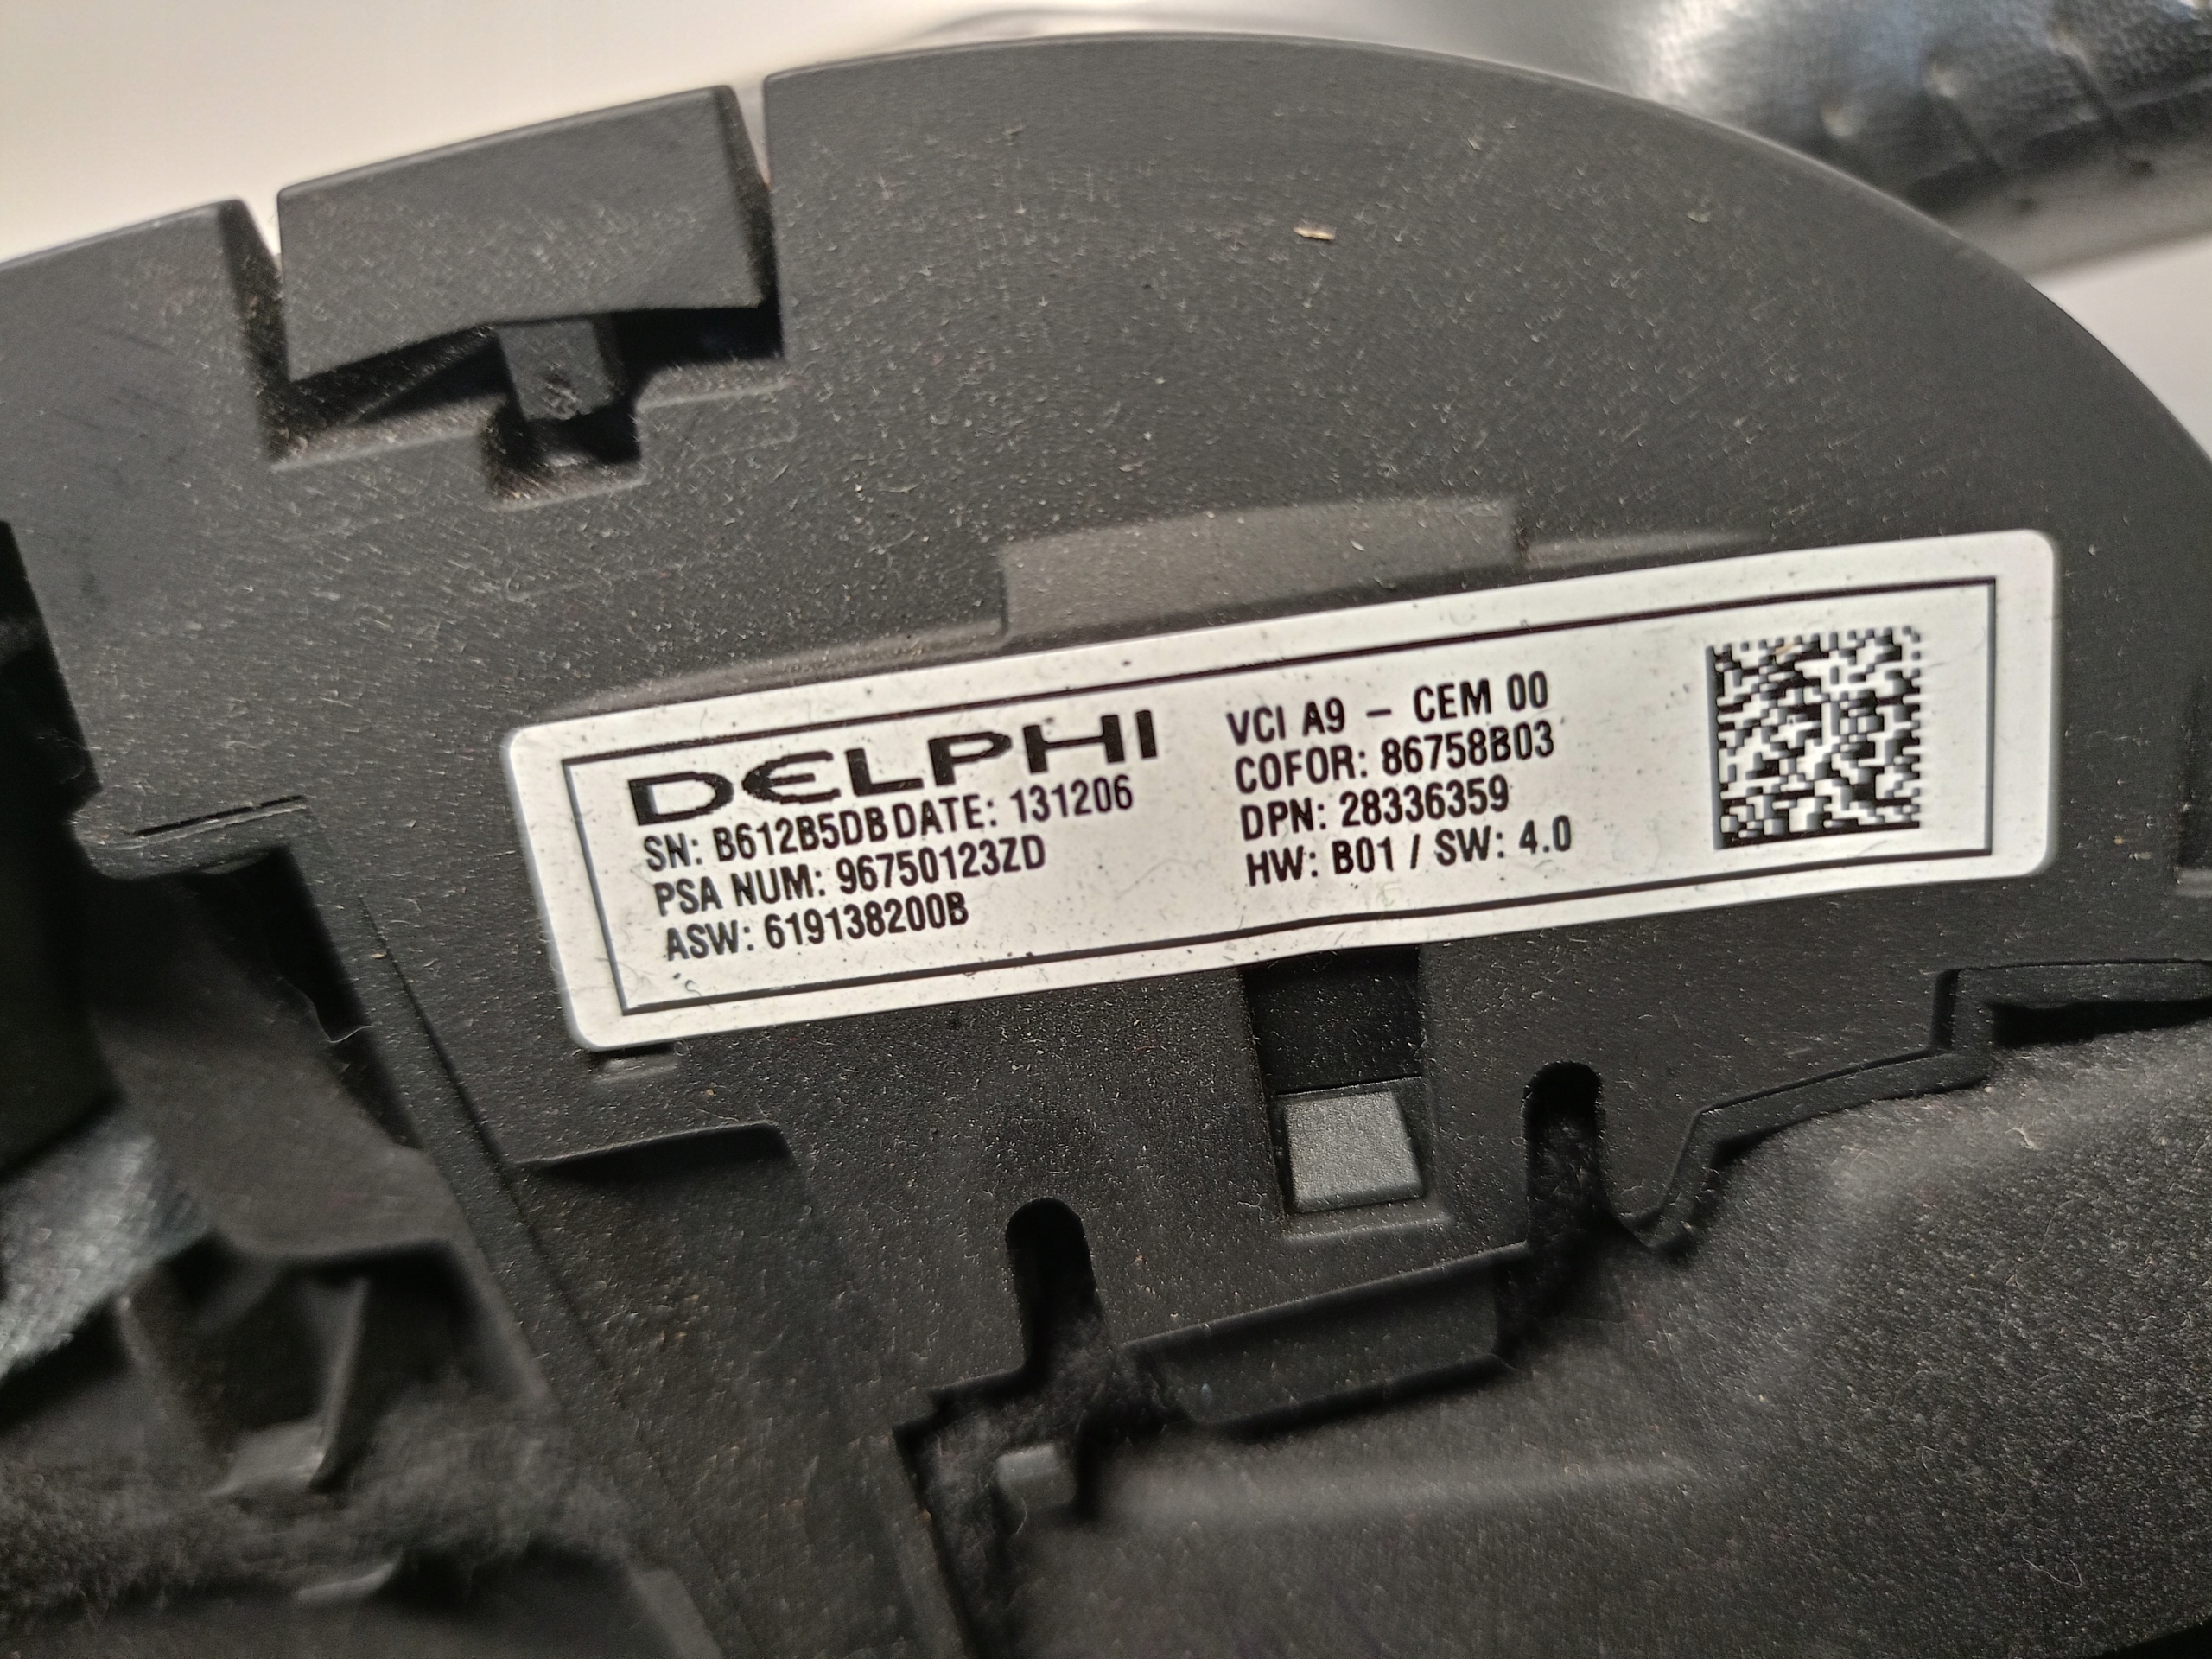 DELPHI
SN: B612B5DB DATE: 131206
PSA NUM: 96750123ZD
ASW: 619138200B
VCI A9 - CEM 00
COFOR: 86758B03
DPN: 28336359
HW: B01 / SW: 4.0